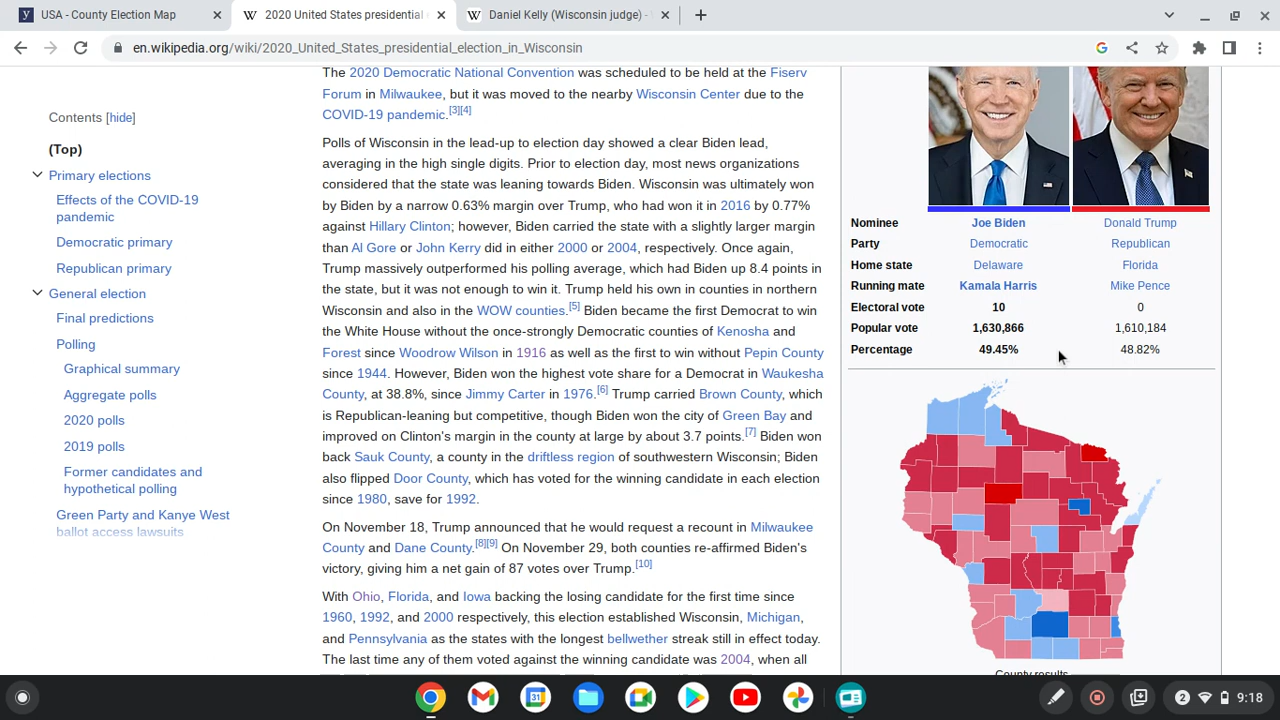 USA - County Election Map
2020 United States presidential
Daniel Kelly (Wisconsin judge) -
en.wikipedia.org/wiki/2020_United_States_presidential_election_in_Wisconsin
Contents [hide]
(Top)
Primary elections
Effects of the COVID-19
pandemic
Democratic primary
Republican primary
General election
Final predictions
Polling
Graphical summary
Aggregate polls
2020 polls
2019 polls
Former candidates and
hypothetical polling
Green Party and Kanye West
ballot access lawsuits
The 2020 Democratic National Convention was scheduled to be held at the Fiserv
Forum in Milwaukee, but it was moved to the nearby Wisconsin Center due to the
COVID-19 pandemic.[3][4]
Polls of Wisconsin in the lead-up to election day showed a clear Biden lead,
averaging in the high single digits. Prior to election day, most news organizations
considered that the state was leaning towards Biden. Wisconsin was ultimately won
by Biden by a narrow 0.63% margin over Trump, who had won it in 2016 by 0.77%
against Hillary Clinton; however, Biden carried the state with a slightly larger margin
than Al Gore or John Kerry did in either 2000 or 2004, respectively. Once again,
Trump massively outperformed his polling average, which had Biden up 8.4 points in
the state, but it was not enough to win it. Trump held his own in counties in northern
Wisconsin and also in the WOW counties.[5] Biden became the first Democrat to win
the White House without the once-strongly Democratic counties of Kenosha and
Forest since Woodrow Wilson in 1916 as well as the first to win without Pepin County
since 1944. However, Biden won the highest vote share for a Democrat in Waukesha
County, at 38.8%, since Jimmy Carter in 1976.[6] Trump carried Brown County, which
is Republican-leaning but competitive, though Biden won the city of Green Bay and
improved on Clinton's margin in the county at large by about 3.7 points.[7] Biden won
back Sauk County, a county in the driftless region of southwestern Wisconsin; Biden
also flipped Door County, which has voted for the winning candidate in each election
since 1980, save for 1992.
On November 18, Trump announced that he would request a recount in Milwaukee
County and Dane County.[8][9] On November 29, both counties re-affirmed Biden's
victory, giving him a net gain of 87 votes over Trump.[10]
With Ohio, Florida, and Iowa backing the losing candidate for the first time since
1960, 1992, and 2000 respectively, this election established Wisconsin, Michigan,
and Pennsylvania as the states with the longest bellwether streak still in effect today.
The last time any of them voted against the winning candidate was 2004, when all
Nominee Joe Biden Donald Trump
Party Democratic Republican
Home state Delaware Florida
Running mate Kamala Harris Mike Pence
Electoral vote 10 0
Popular vote 1,630,866 1,610,184
Percentage 49.45% 48.82%
County results
2
9:18